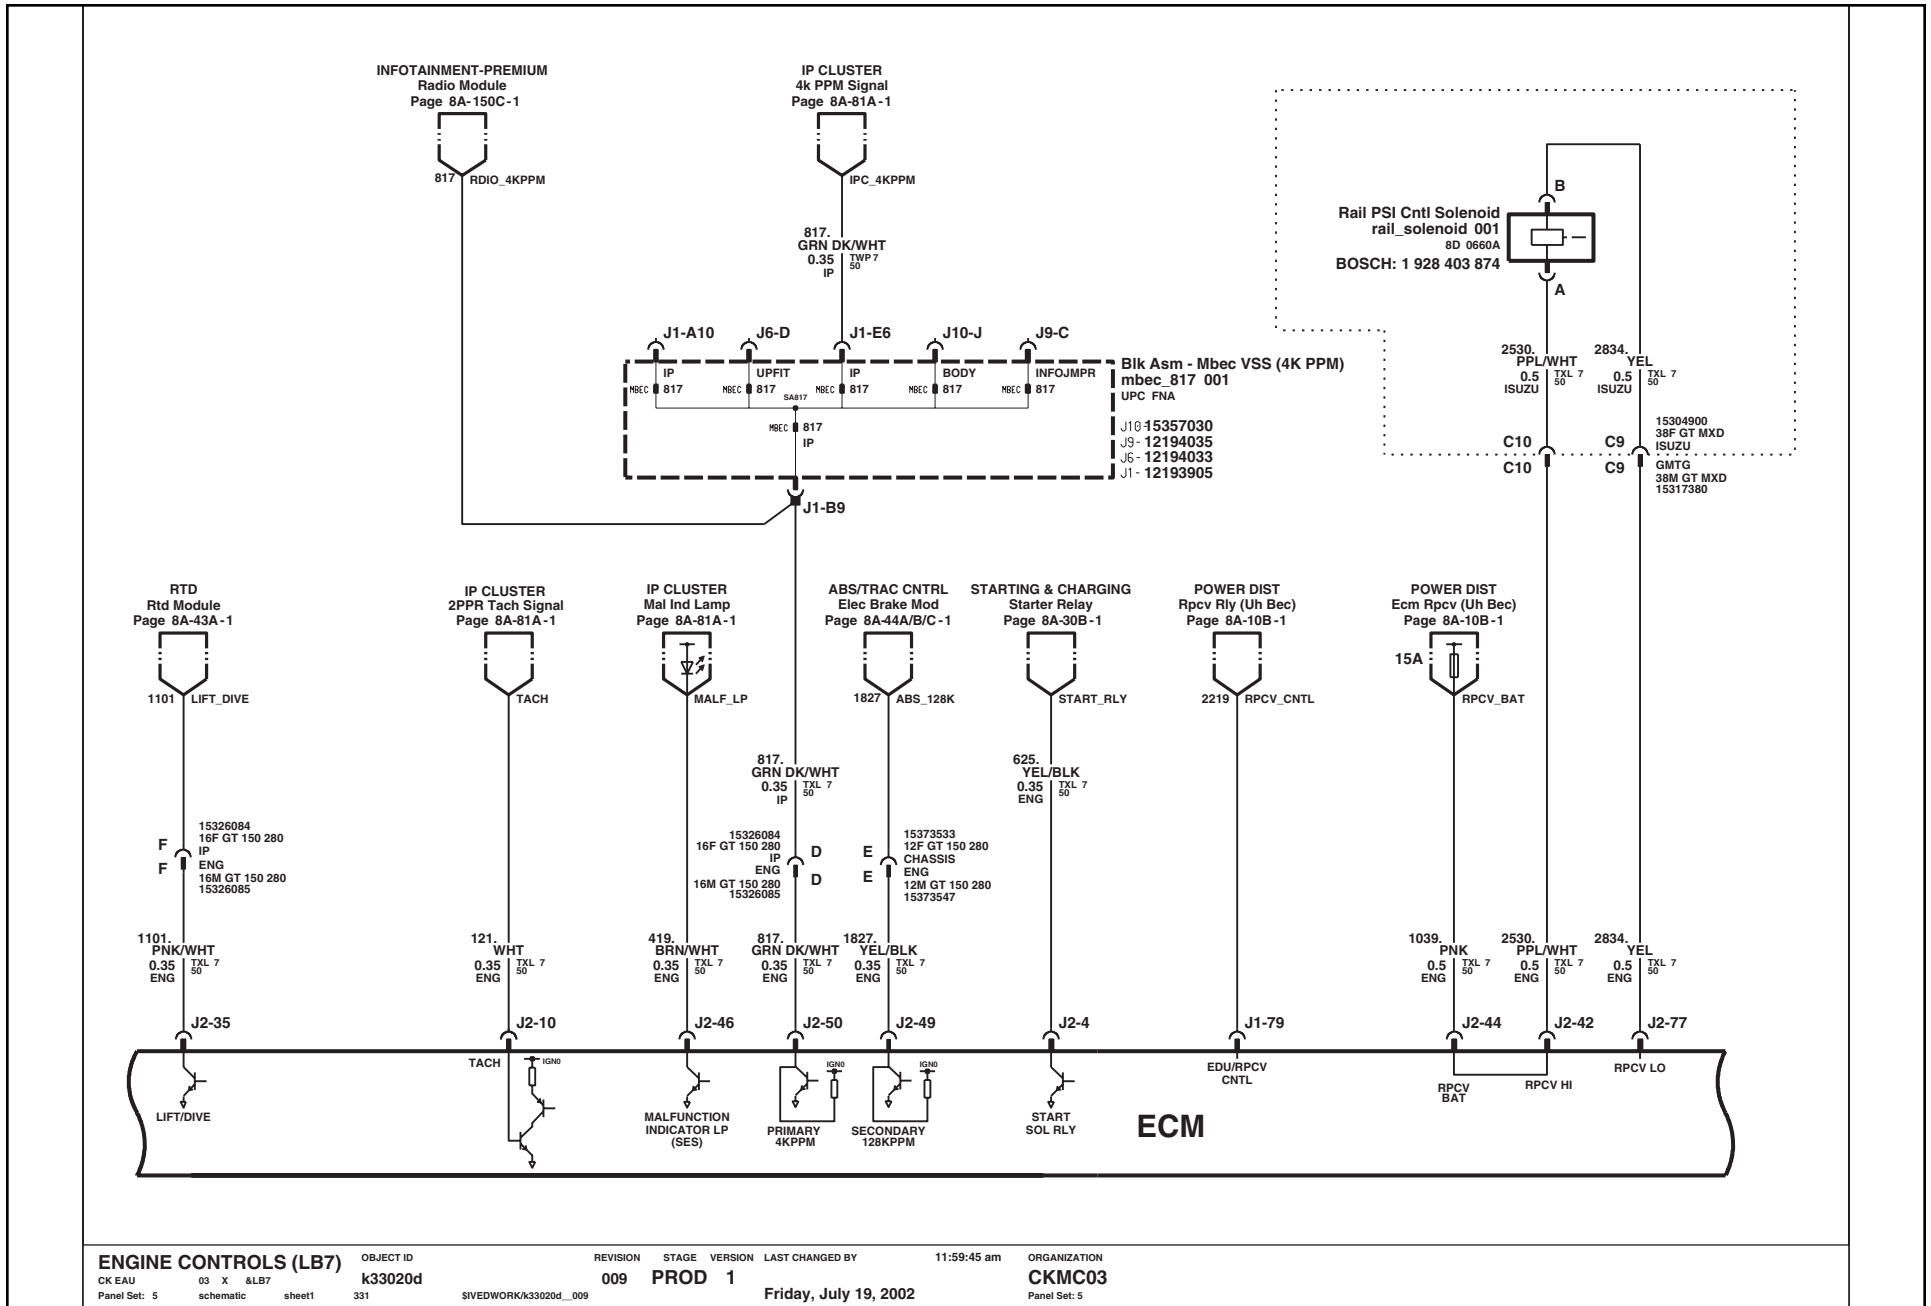 INFOTAINMENT-PREMIUM
Radio Module
Page 8A-150C-1
817 RDIO_4KPPM
IP CLUSTER
4k PPM Signal
Page 8A-81A-1
IPC_4KPPM
817.
GRN DK/WHT
0.35 TWP 7
IP 50
B
Rail PSI Cntl Solenoid
rail_solenoid 001
8D 0660A
BOSCH: 1 928 403 874
A
2530.
PPL/WHT
0.5 TXL 7
ISUZU 50
2834.
YEL
0.5 TXL 7
ISUZU 50
15304900
38F GT MXD
ISUZU
C10 C9
C10 C9
GMTG
38M GT MXD
15317380
J1-A10 J6-D J1-E6 J10-J J9-C
IP UPFIT IP BODY INFOJMPR
MBEC 817 MBEC 817 MBEC 817 MBEC 817 MBEC 817
SA817
MBEC 817
IP
Blk Asm - Mbec VSS (4K PPM)
mbec_817 001
UPC FNA
J10-15357030
J9-12194035
J6-12194033
J1-12193905
J1-B9
RTD
Rtd Module
Page 8A-43A-1
1101 LIFT_DIVE
IP CLUSTER
2PPR Tach Signal
Page 8A-81A-1
TACH
IP CLUSTER
Mal Ind Lamp
Page 8A-81A-1
MALF_LP
ABS/TRAC CNTRL
Elec Brake Mod
Page 8A-44A/B/C-1
1827 ABS_128K
STARTING & CHARGING
Starter Relay
Page 8A-30B-1
START_RLY
POWER DIST
Rpcv Rly (Uh Bec)
Page 8A-10B-1
2219 RPCV_CNTL
POWER DIST
Ecm Rpcv (Uh Bec)
Page 8A-10B-1
15A
RPCV_BAT
817.
GRN DK/WHT
0.35 TXL 7
IP 50
625.
YEL/BLK
0.35 TXL 7
ENG 50
F
F
15326084
16F GT 150 280
IP
ENG
16M GT 150 280
15326085
15326084
16F GT 150 280
IP
ENG
16M GT 150 280
15326085
D
D
E
E
15373533
12F GT 150 280
CHASSIS
ENG
12M GT 150 280
15373547
1101.
PNK/WHT
0.35 TXL 7
ENG 50
121.
WHT
0.35 TXL 7
ENG 50
419.
BRN/WHT
0.35 TXL 7
ENG 50
817.
GRN DK/WHT
0.35 TXL 7
ENG 50
1827.
YEL/BLK
0.35 TXL 7
ENG 50
1039.
PNK
0.5 TXL 7
ENG 50
2530.
PPL/WHT
0.5 TXL 7
ENG 50
2834.
YEL
0.5 TXL 7
ENG 50
J2-35 J2-10 J2-46 J2-50 J2-49 J2-4 J1-79 J2-44 J2-42 J2-77
LIFT/DIVE
TACH
IGN0
MALFUNCTION
INDICATOR LP
(SES)
IGN0
PRIMARY
4KPPM
IGN0
SECONDARY
128KPPM
START
SOL RLY
EDU/RPCV
CNTL
RPCV
BAT
RPCV HI
RPCV LO
ECM
ENGINE CONTROLS (LB7) OBJECT ID REVISION STAGE VERSION LAST CHANGED BY 11:59:45 am ORGANIZATION
CK EAU 03 X &LB7 k33020d 009 PROD 1 CKMC03
Panel Set: 5 schematic sheet1 331 $IVEDWORK/k33020d__009 Friday, July 19, 2002 Panel Set: 5